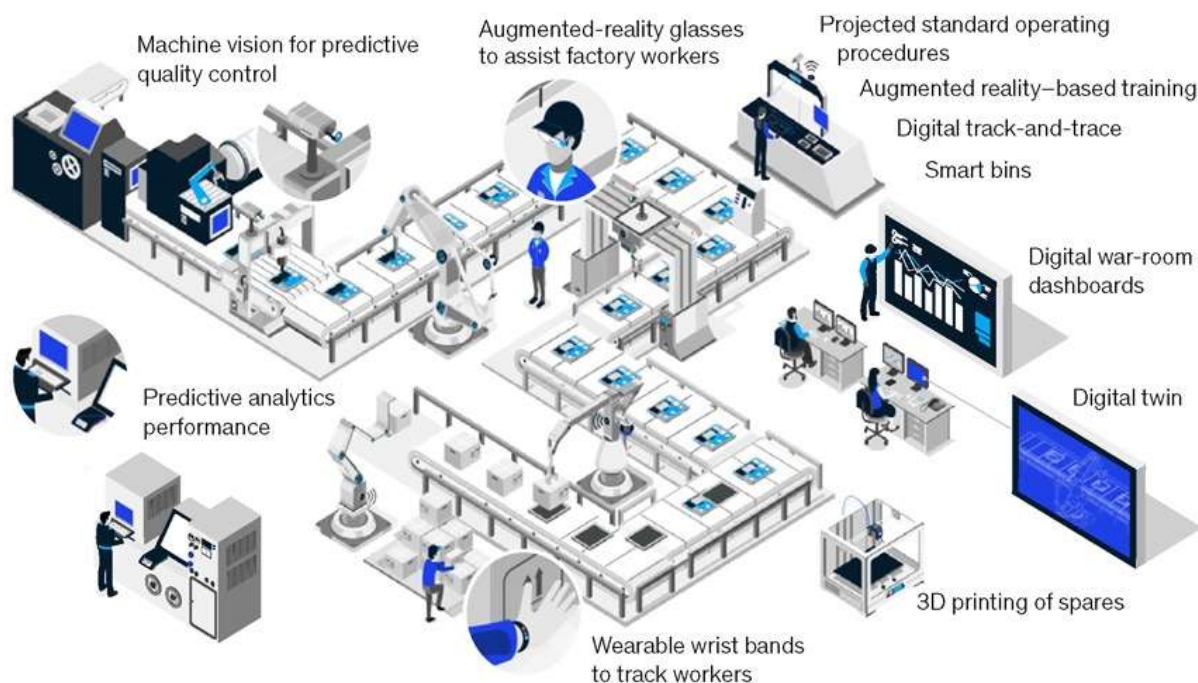 Machine vision for predictive
quality control
Augmented-reality glasses
to assist factory workers
Projected standard operating
procedures
Augmented reality–based training
Digital track-and-trace
Smart bins
Digital war-room
dashboards
Predictive analytics
performance
Digital twin
3D printing of spares
Wearable wrist bands
to track workers